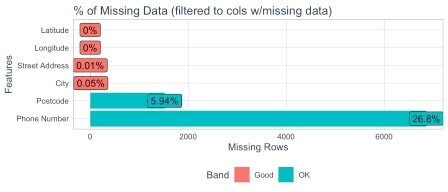 % of Missing Data (filtered to cols w/missing data)
Features
Latitude 0%
Longitude 0%
Street Address 0.01%
City 0.05%
Postcode 5.94%
Phone Number 26.8%
0 2000 4000 6000
Missing Rows
Band Good OK